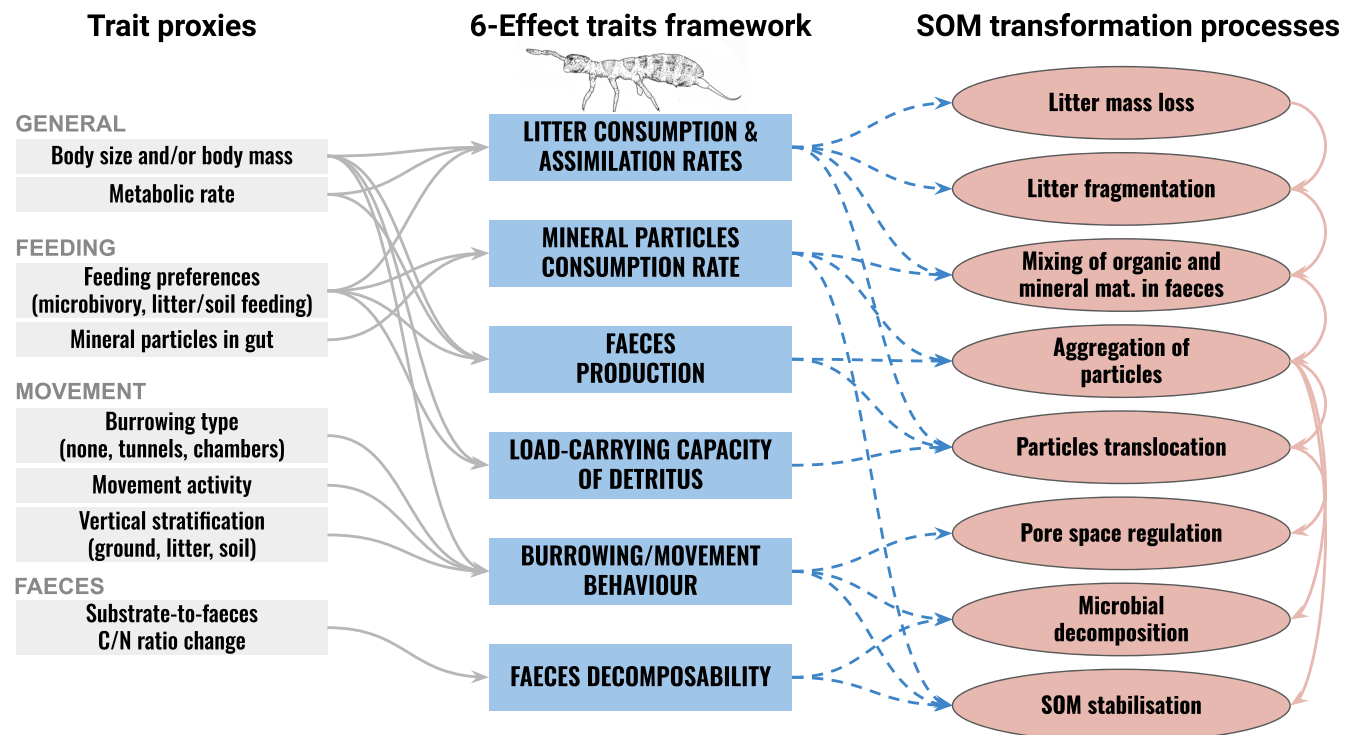 Trait proxies
6-Effect traits framework
SOM transformation processes
GENERAL
Body size and/or body mass
Metabolic rate
FEEDING
Feeding preferences
(microbivory, litter/soil feeding)
Mineral particles in gut
MOVEMENT
Burrowing type
(none, tunnels, chambers)
Movement activity
Vertical stratification
(ground, litter, soil)
FAECES
Substrate-to-faeces
C/N ratio change
LITTER CONSUMPTION &
ASSIMILATION RATES
MINERAL PARTICLES
CONSUMPTION RATE
FAECES
PRODUCTION
LOAD-CARRYING CAPACITY
OF DETRITUS
BURROWING/MOVEMENT
BEHAVIOUR
FAECES DECOMPOSABILITY
Litter mass loss
Litter fragmentation
Mixing of organic and
mineral mat. in faeces
Aggregation of
particles
Particles translocation
Pore space regulation
Microbial
decomposition
SOM stabilisation